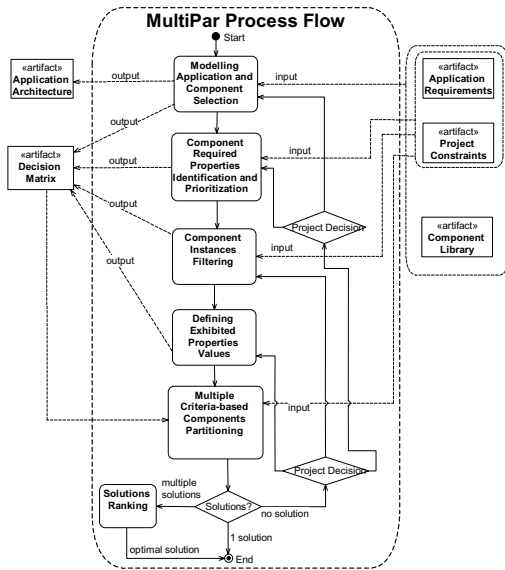 MultiPar Process Flow
Start
«artifact»
Application
Architecture
output
Modelling
Application and
Component
Selection
input
«artifact»
Application
Requirements
output
«artifact»
Decision
Matrix
output
Component
Required
Properties
Identification and
Prioritization
input
«artifact»
Project
Constraints
output
Project Decision
Component
Instances
Filtering
input
«artifact»
Component
Library
output
Defining
Exhibited
Properties
Values
Multiple
Criteria-based
Components
Partitioning
input
Project Decision
Solutions
Ranking
multiple
solutions
Solutions?
no solution
1 solution
optimal solution
End